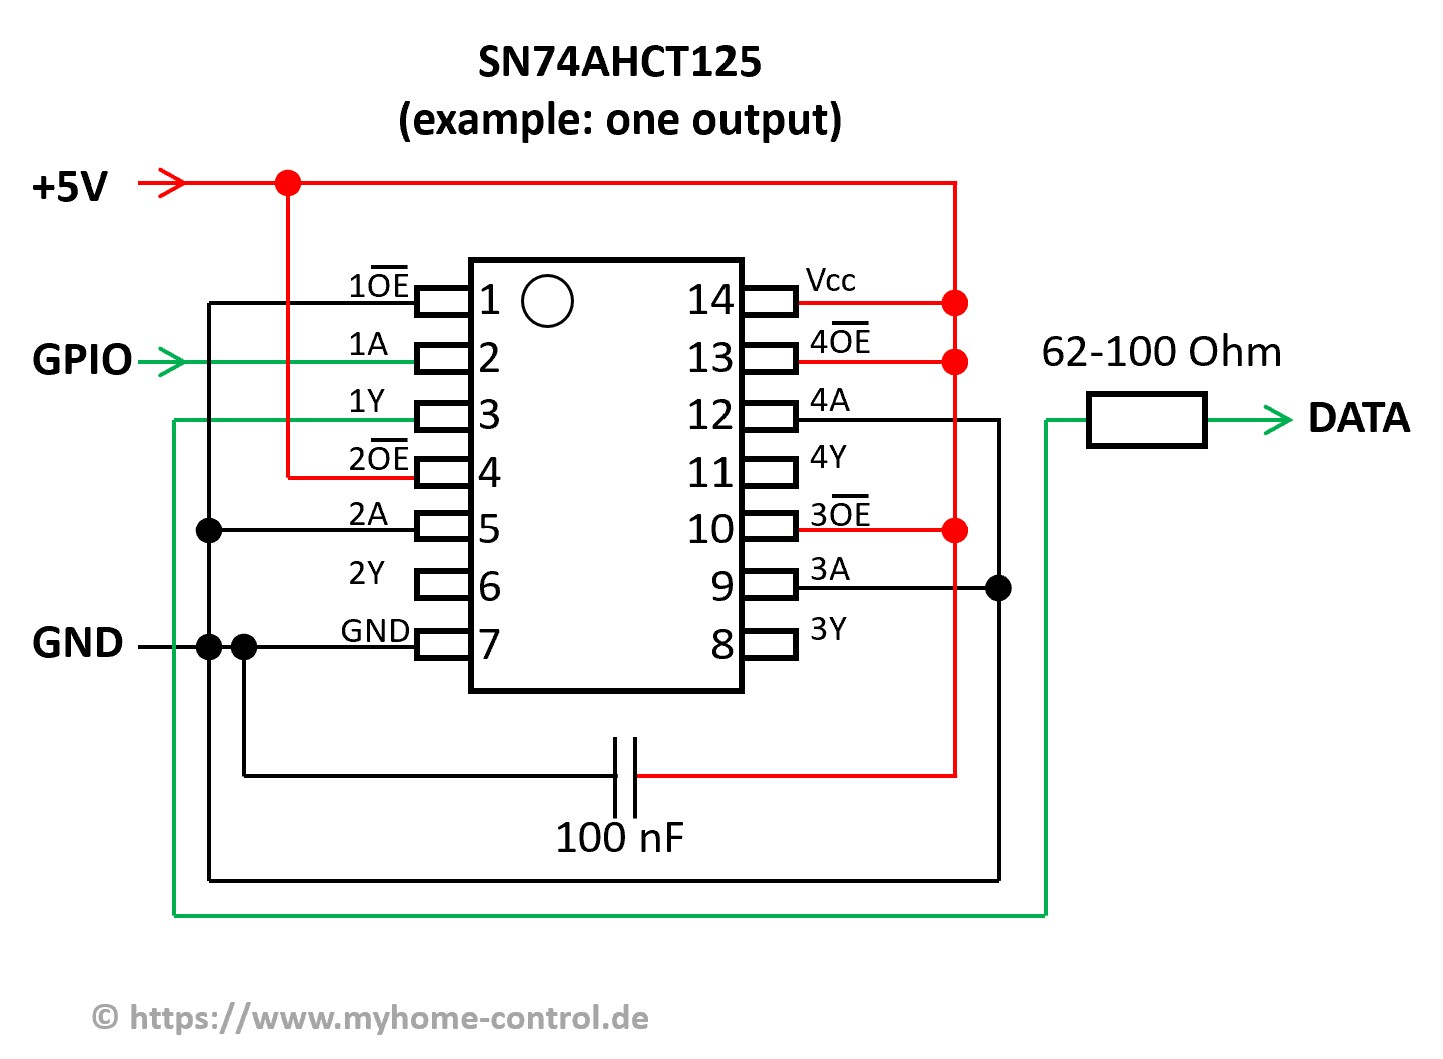 SN74AHCT125
(example: one output)
+5V
GPIO
GND
1OE
1A
1Y
2OE
2A
2Y
GND
1
2
3
4
5
6
7
14
13
12
11
10
9
8
Vcc
4OE
4A
4Y
3OE
3A
3Y
62-100 Ohm
DATA
100 nF
© https://www.myhome-control.de